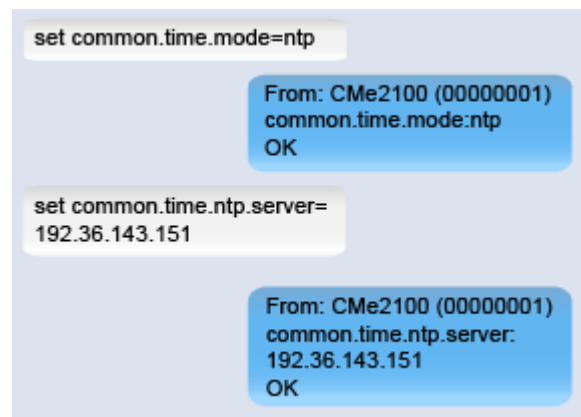 set common.time.mode=ntp
From: CMe2100 (00000001)
common.time.mode:ntp
OK
set common.time.ntp.server=
192.36.143.151
From: CMe2100 (00000001)
common.time.ntp.server:
192.36.143.151
OK